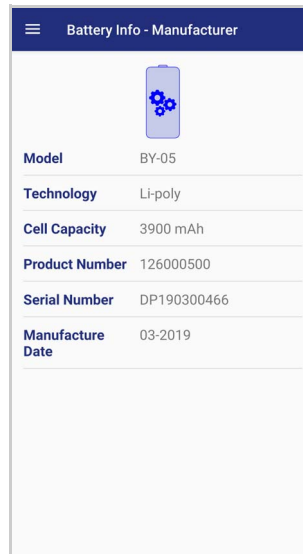 Battery Info - Manufacturer
Model BY-05
Technology Li-poly
Cell Capacity 3900 mAh
Product Number 126000500
Serial Number DP190300466
Manufacture 03-2019
Date